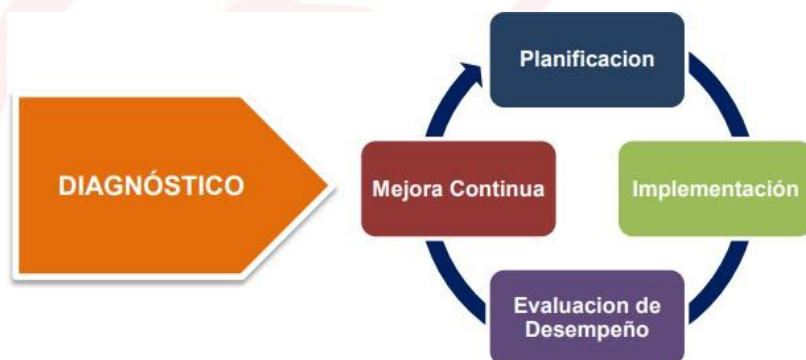 DIAGNÓSTICO
Planificacion
Implementación
Evaluacion de
Desempeño
Mejora Continua